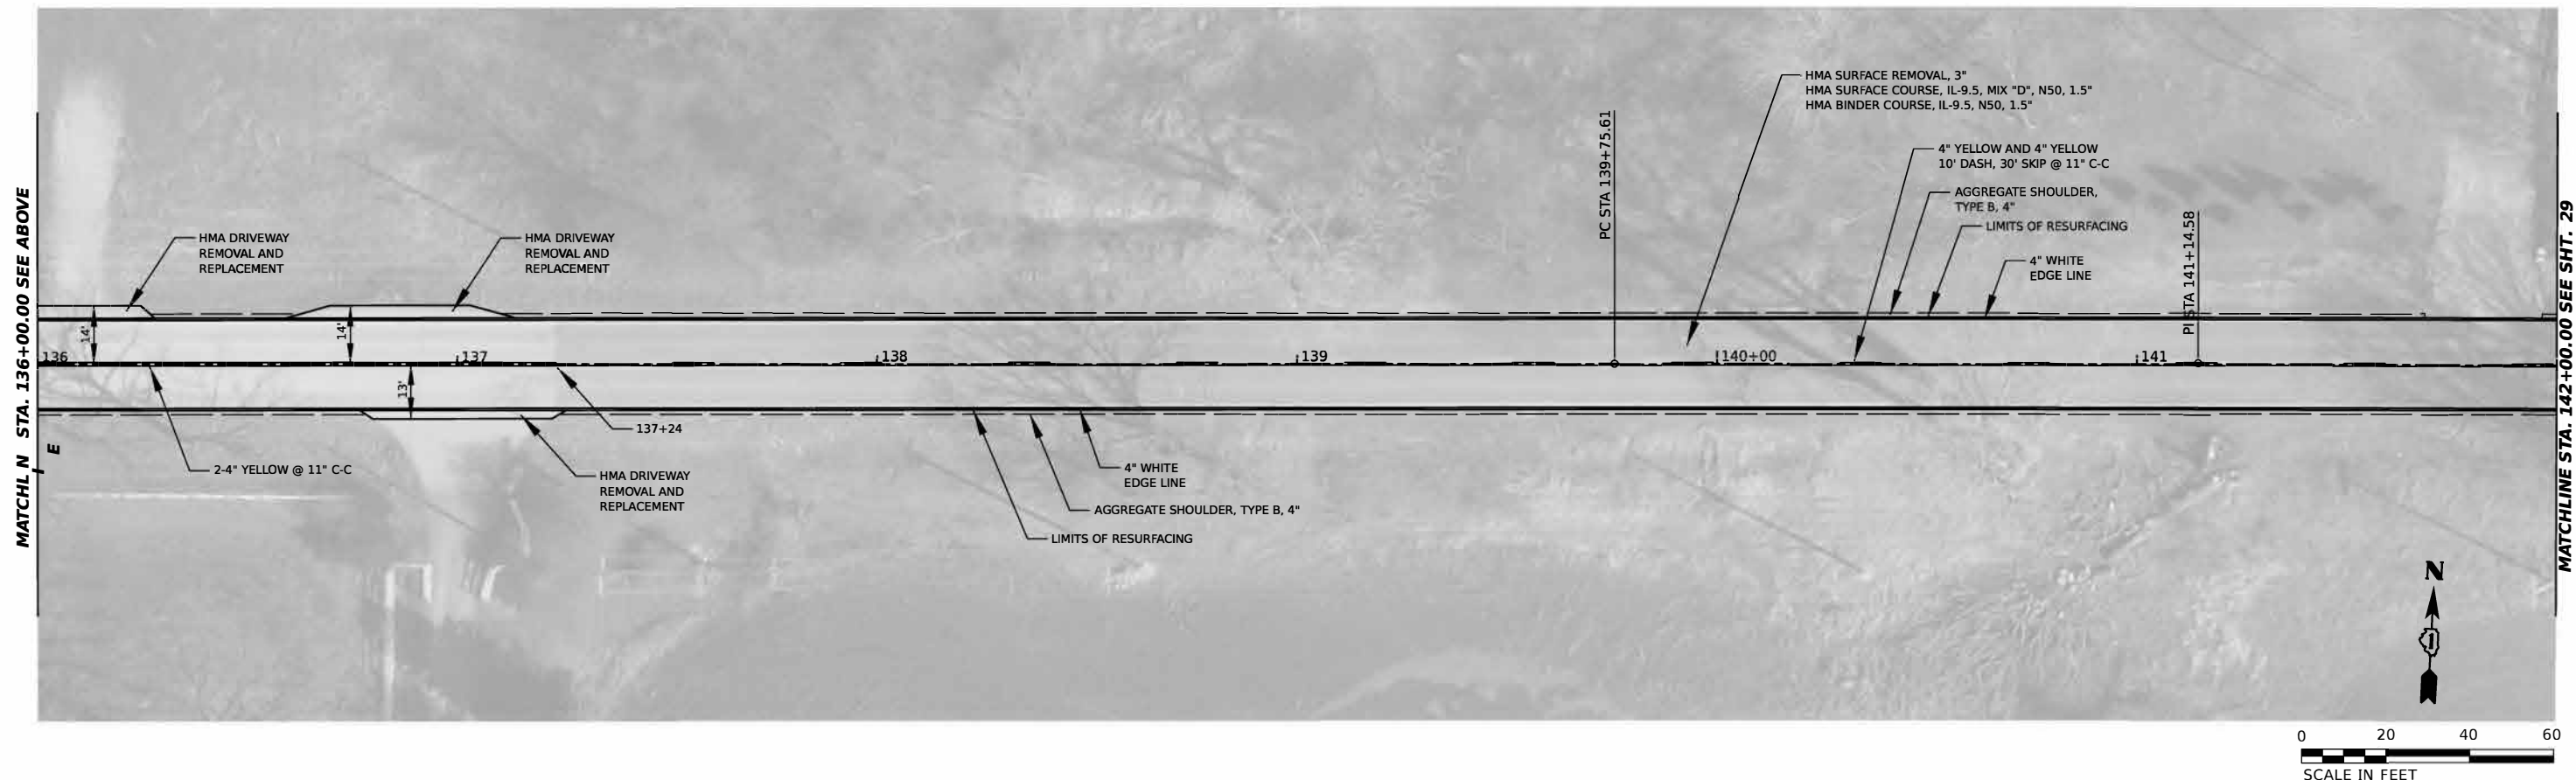 HMA SURFACE REMOVAL, 3"
HMA SURFACE COURSE, IL-9.5, MIX "D", N50, 1.5"
HMA BINDER COURSE, IL-9.5, N50, 1.5"
PC STA 139+75.61
4" YELLOW AND 4" YELLOW
10' DASH, 30' SKIP @ 11" C-C
AGGREGATE SHOULDER,
TYPE B, 4"
LIMITS OF RESURFACING
4" WHITE
EDGE LINE
PI STA 141+14.58
HMA DRIVEWAY
REMOVAL AND
REPLACEMENT
HMA DRIVEWAY
REMOVAL AND
REPLACEMENT
MATCHL N STA. 136+00.00 SEE ABOVE
I E
MATCHLINE STA. 142+00.00 SEE SHT. 29
14'
14'
13'
136
137
138
139
140+00
141
137+24
2-4" YELLOW @ 11" C-C
HMA DRIVEWAY
REMOVAL AND
REPLACEMENT
4" WHITE
EDGE LINE
AGGREGATE SHOULDER, TYPE B, 4"
LIMITS OF RESURFACING
N
1
0 20 40 60
SCALE IN FEET